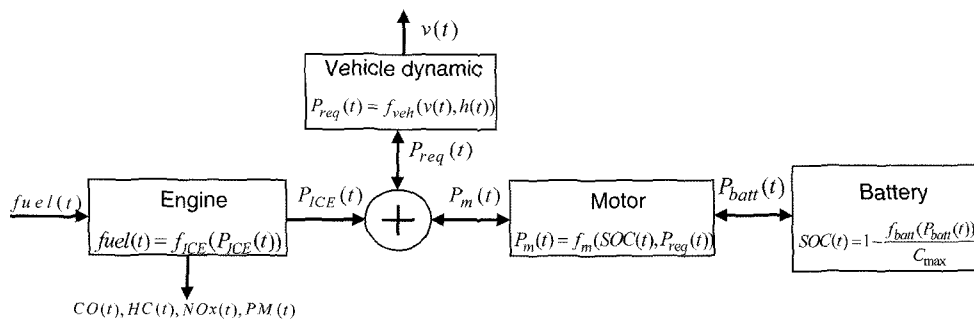 v(t)
Vehicle dynamic
P_req(t) = f_veh(v(t), h(t))
P_req(t)
fuel(t)
Engine
fuel(t) = f_ICE(P_ICE(t))
P_ICE(t)
+
P_m(t)
Motor
P_m(t) = f_m(SOC(t), P_req(t))
P_batt(t)
Battery
SOC(t) = 1 - f_batt(P_batt(t)) / C_max
CO(t), HC(t), NOx(t), PM(t)